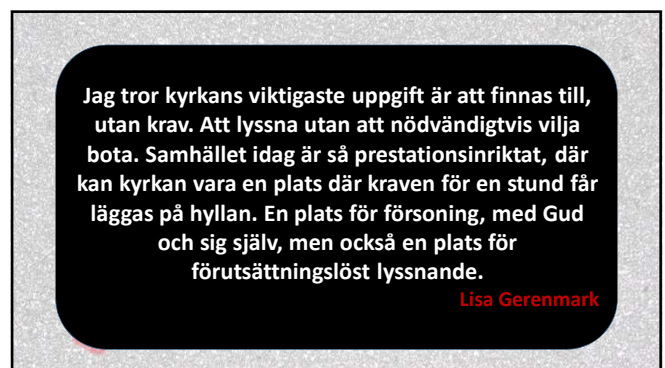 Jag tror kyrkans viktigaste uppgift är att finnas till,
utan krav. Att lyssna utan att nödvändigtvis vilja
bota. Samhället idag är så prestationsinriktat, där
kan kyrkan vara en plats där kraven för en stund får
läggas på hyllan. En plats för försoning, med Gud
och sig själv, men också en plats för
förutsättningslöst lyssnande.
Lisa Gerenmark